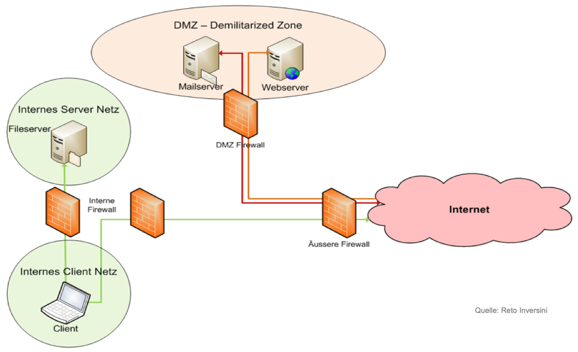 DMZ – Demilitarized Zone
Mailserver
Webserver
Internes Server Netz
Fileserver
DMZ Firewall
Interne
Firewall
Äussere Firewall
Internet
Internes Client Netz
Client
Quelle: Reto Inversini